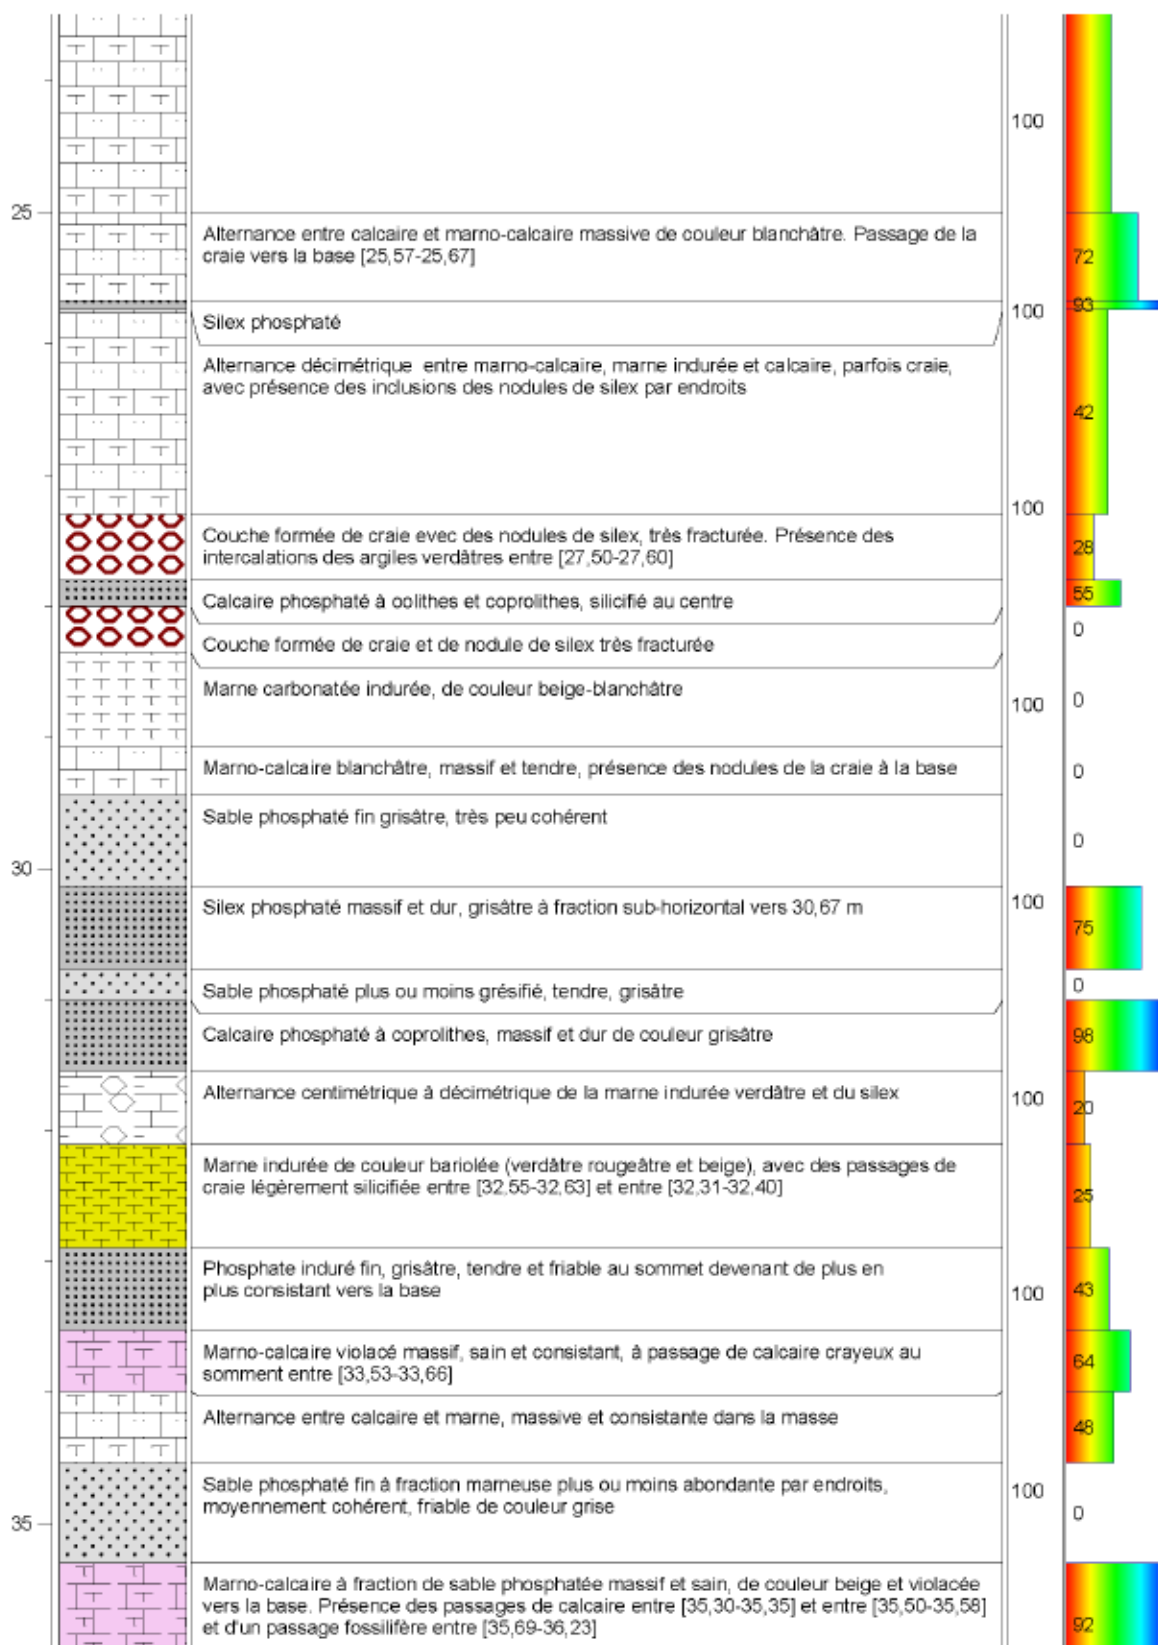 100
25
Alternance entre calcaire et marno-calcaire massive de couleur blanchâtre. Passage de la
craie vers la base [25,57-25,67]
72
93
Silex phosphaté
100
Alternance décimétrique entre marno-calcaire, marne indurée et calcaire, parfois craie,
avec présence des inclusions des nodules de silex par endroits
42
100
Couche formée de craie evec des nodules de silex, très fracturée. Présence des
intercalations des argiles verdâtres entre [27,50-27,60]
28
Calcaire phosphaté à oolithes et coprolithes, silicifié au centre
55
0
Couche formée de craie et de nodule de silex très fracturée
Marne carbonatée indurée, de couleur beige-blanchâtre
100
0
Marno-calcaire blanchâtre, massif et tendre, présence des nodules de la craie à la base
0
Sable phosphaté fin grisâtre, très peu cohérent
0
30
Silex phosphaté massif et dur, grisâtre à fraction sub-horizontal vers 30,67 m
100
75
Sable phosphaté plus ou moins grésifié, tendre, grisâtre
0
Calcaire phosphaté à coprolithes, massif et dur de couleur grisâtre
98
Alternance centimétrique à décimétrique de la marne indurée verdâtre et du silex
100
20
Marne indurée de couleur bariolée (verdâtre rougeâtre et beige), avec des passages de
craie légèrement silicifiée entre [32,55-32,63] et entre [32,31-32,40]
25
Phosphate induré fin, grisâtre, tendre et friable au sommet devenant de plus en
plus consistant vers la base
100
43
Marno-calcaire violacé massif, sain et consistant, à passage de calcaire crayeux au
somment entre [33,53-33,66]
64
Alternance entre calcaire et marne, massive et consistante dans la masse
48
Sable phosphaté fin à fraction marneuse plus ou moins abondante par endroits,
moyennement cohérent, friable de couleur grise
100
0
35
Marno-calcaire à fraction de sable phosphatée massif et sain, de couleur beige et violacée
vers la base. Présence des passages de calcaire entre [35,30-35,35] et entre [35,50-35,58]
et d'un passage fossilifère entre [35,69-36,23]
92